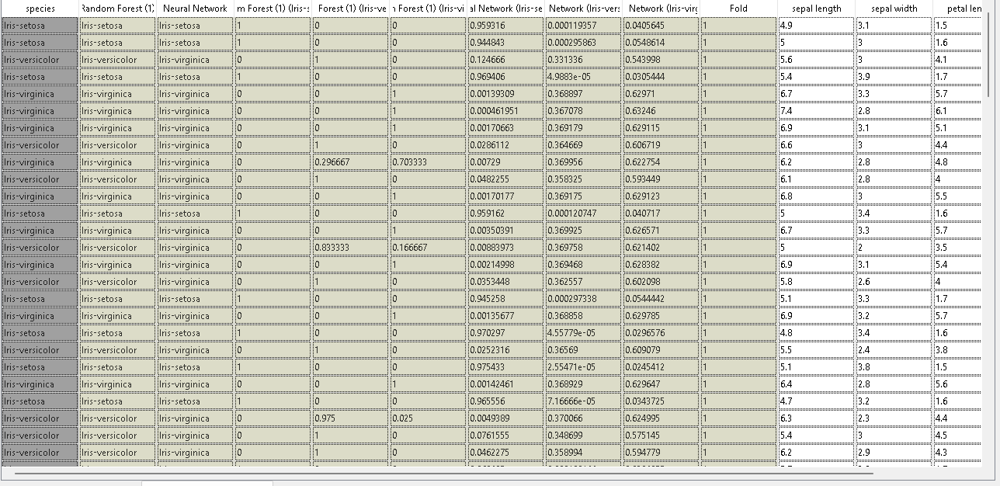 species Random Forest (1) Neural Network m Forest (1) (Iris-s Forest (1) (Iris-ve n Forest (1) (Iris-vi al Network (Iris-se Network (Iris-vers Network (Iris-virg Fold sepal length sepal width petal len
Iris-setosa Iris-setosa Iris-setosa 1 0 0 0.959316 0.000119357 0.0405645 1 4.9 3.1 1.5
Iris-setosa Iris-setosa Iris-setosa 1 0 0 0.944843 0.000295863 0.0548614 1 5 3 1.6
Iris-versicolor Iris-versicolor Iris-virginica 0 1 0 0.124666 0.331336 0.543998 1 5.6 3 4.1
Iris-setosa Iris-setosa Iris-setosa 1 0 0 0.969406 4.9883e-05 0.0305444 1 5.4 3.9 1.7
Iris-virginica Iris-virginica Iris-virginica 0 0 1 0.00139309 0.368897 0.62971 1 6.7 3.3 5.7
Iris-virginica Iris-virginica Iris-virginica 0 0 1 0.000461951 0.367078 0.63246 1 7.4 2.8 6.1
Iris-virginica Iris-virginica Iris-virginica 0 0 1 0.00170663 0.369179 0.629115 1 6.9 3.1 5.1
Iris-versicolor Iris-versicolor Iris-virginica 0 1 0 0.0286112 0.364669 0.606719 1 6.6 3 4.4
Iris-virginica Iris-virginica Iris-virginica 0 0.296667 0.703333 0.00729 0.369956 0.622754 1 6.2 2.8 4.8
Iris-versicolor Iris-versicolor Iris-virginica 0 1 0 0.0482255 0.358325 0.593449 1 6.1 2.8 4
Iris-virginica Iris-virginica Iris-virginica 0 0 1 0.00170177 0.369175 0.629123 1 6.8 3 5.5
Iris-setosa Iris-setosa Iris-setosa 1 0 0 0.959162 0.000120747 0.040717 1 5 3.4 1.6
Iris-virginica Iris-virginica Iris-virginica 0 0 1 0.00350391 0.369925 0.626571 1 6.7 3.3 5.7
Iris-versicolor Iris-versicolor Iris-virginica 0 0.833333 0.166667 0.00883973 0.369758 0.621402 1 5 2 3.5
Iris-virginica Iris-virginica Iris-virginica 0 0 1 0.00214998 0.369468 0.628382 1 6.9 3.1 5.4
Iris-versicolor Iris-versicolor Iris-virginica 0 1 0 0.0353448 0.362557 0.602098 1 5.8 2.6 4
Iris-setosa Iris-setosa Iris-setosa 1 0 0 0.945258 0.000297338 0.0544442 1 5.1 3.3 1.7
Iris-virginica Iris-virginica Iris-virginica 0 0 1 0.00135677 0.368858 0.629785 1 6.9 3.2 5.7
Iris-setosa Iris-setosa Iris-setosa 1 0 0 0.970297 4.55779e-05 0.0296576 1 4.8 3.4 1.6
Iris-versicolor Iris-versicolor Iris-virginica 0 1 0 0.0252316 0.36569 0.609079 1 5.5 2.4 3.8
Iris-setosa Iris-setosa Iris-setosa 1 0 0 0.975433 2.55471e-05 0.0245412 1 5.1 3.8 1.5
Iris-virginica Iris-virginica Iris-virginica 0 0 1 0.00142461 0.368929 0.629647 1 6.4 2.8 5.6
Iris-setosa Iris-setosa Iris-setosa 1 0 0 0.965556 7.16666e-05 0.0343725 1 4.7 3.2 1.6
Iris-versicolor Iris-versicolor Iris-virginica 0 0.975 0.025 0.0049389 0.370066 0.624995 1 6.3 2.3 4.4
Iris-versicolor Iris-versicolor Iris-virginica 0 1 0 0.0761555 0.348699 0.575145 1 5.4 3 4.5
Iris-versicolor Iris-versicolor Iris-virginica 0 1 0 0.0462275 0.358994 0.594779 1 6.2 2.9 4.3